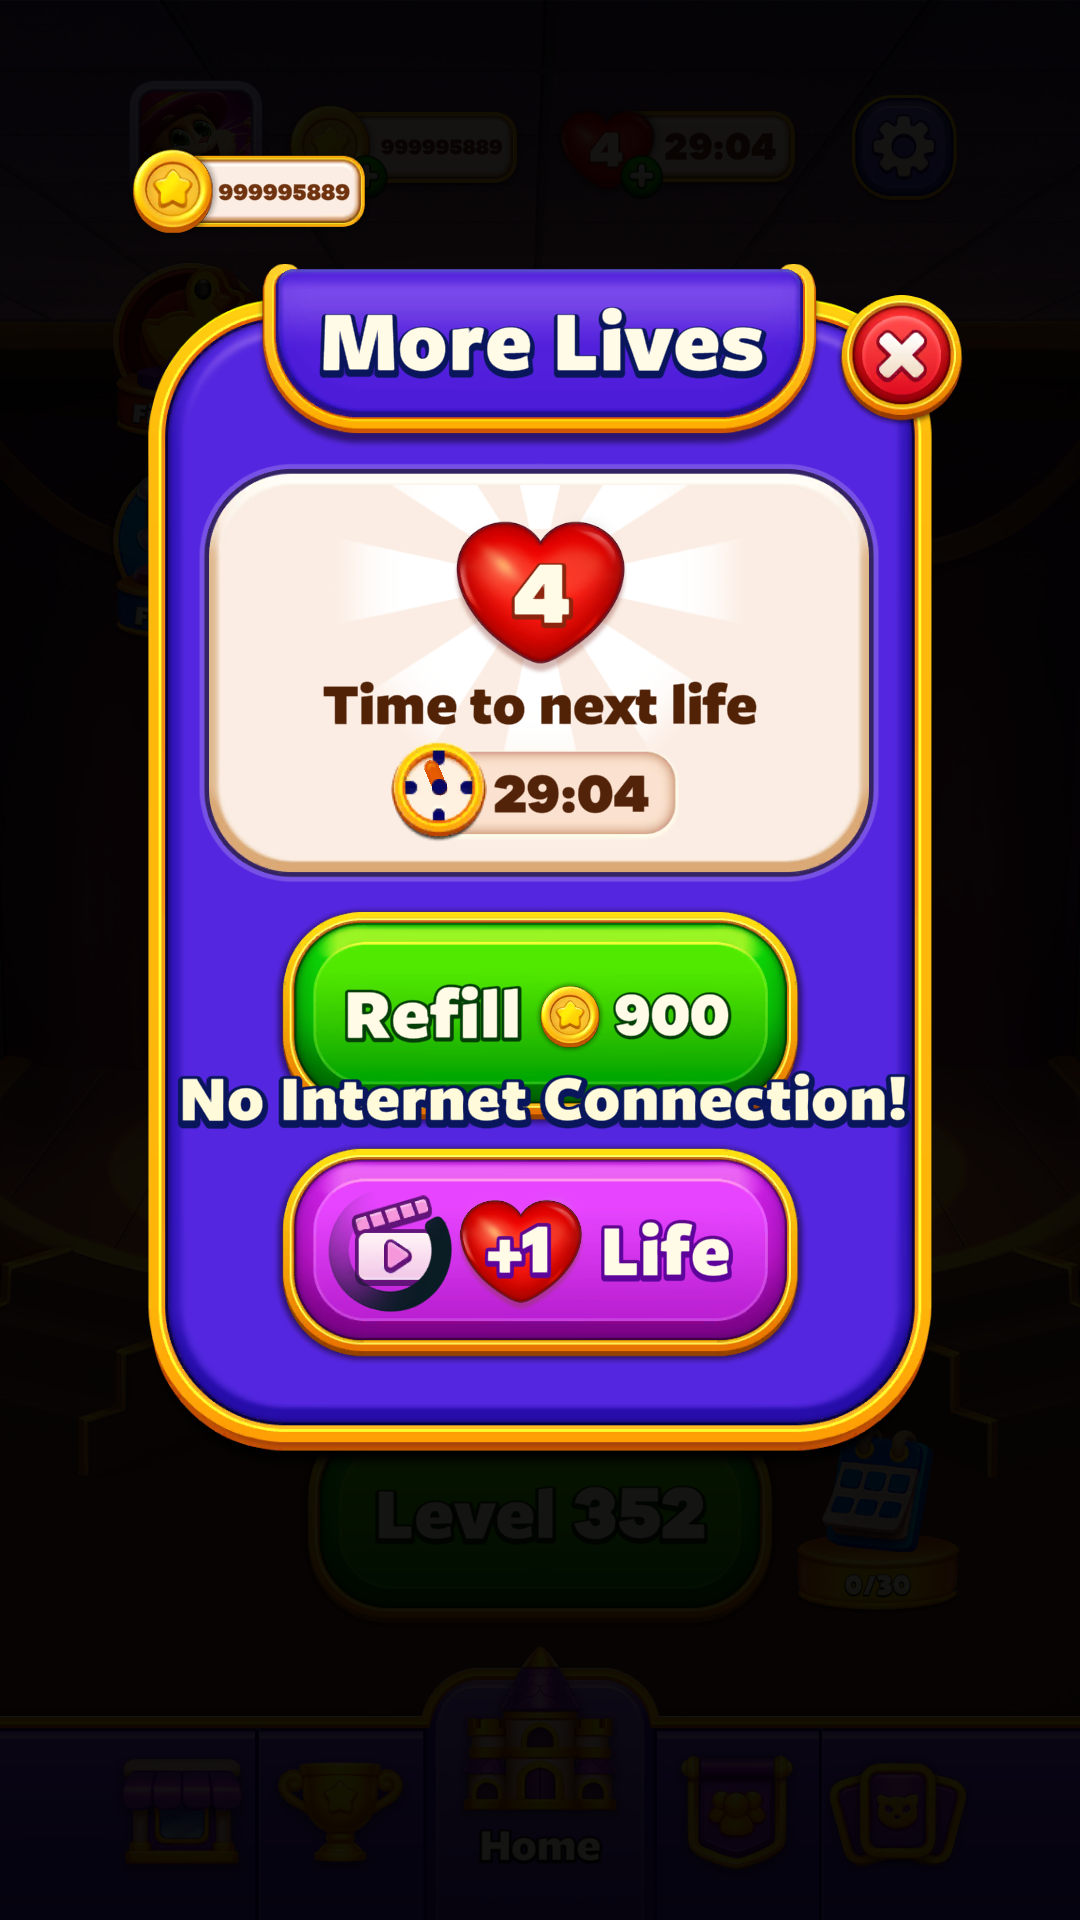 999995889
4
29:04
999995889
More Lives
4
Time to next life
29:04
Refill 900
No Internet Connection!
+1 Life
Level 352
0/30
Home